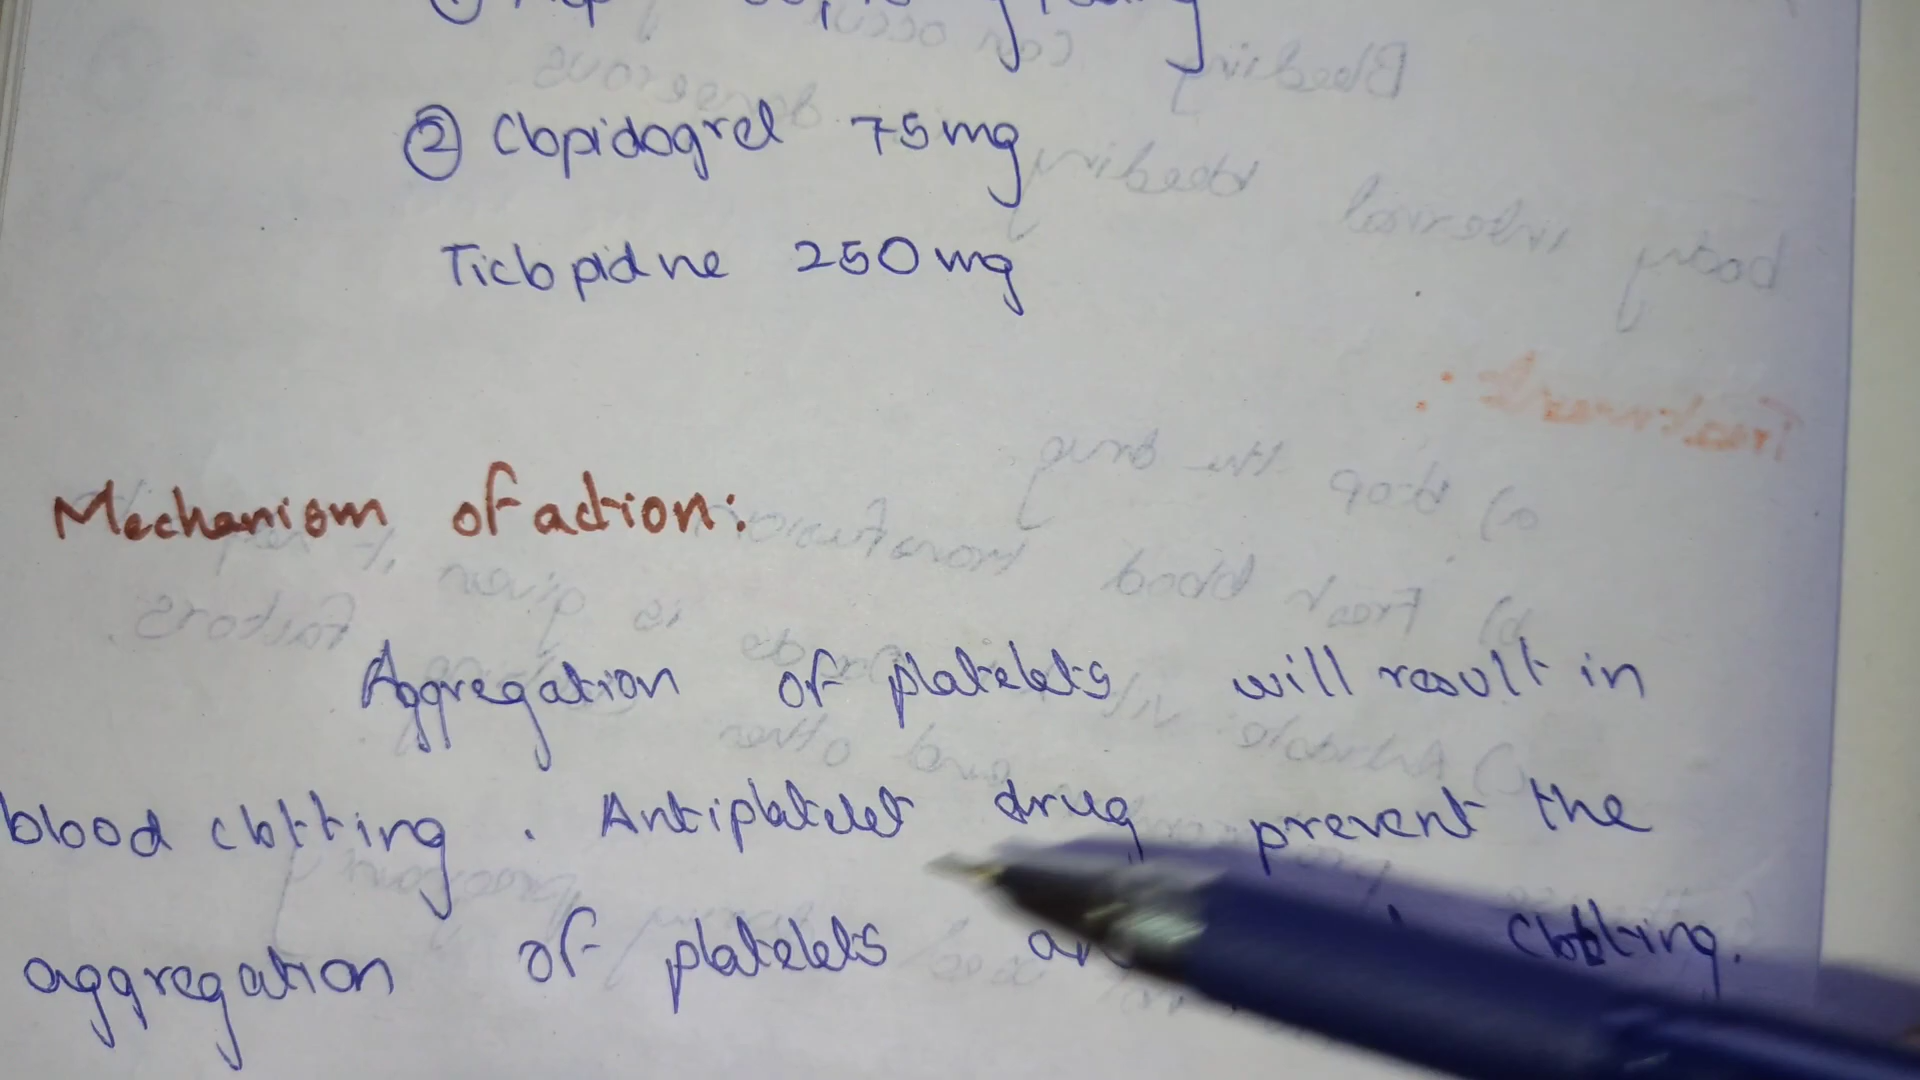 ② Clopidogrel 75mg
Ticlopidne 250mg
Mechanism of action:
Aggregation of platelets will result in
blood clotting. Antiplatelet drug prevent the
aggregation of platelets clotting.